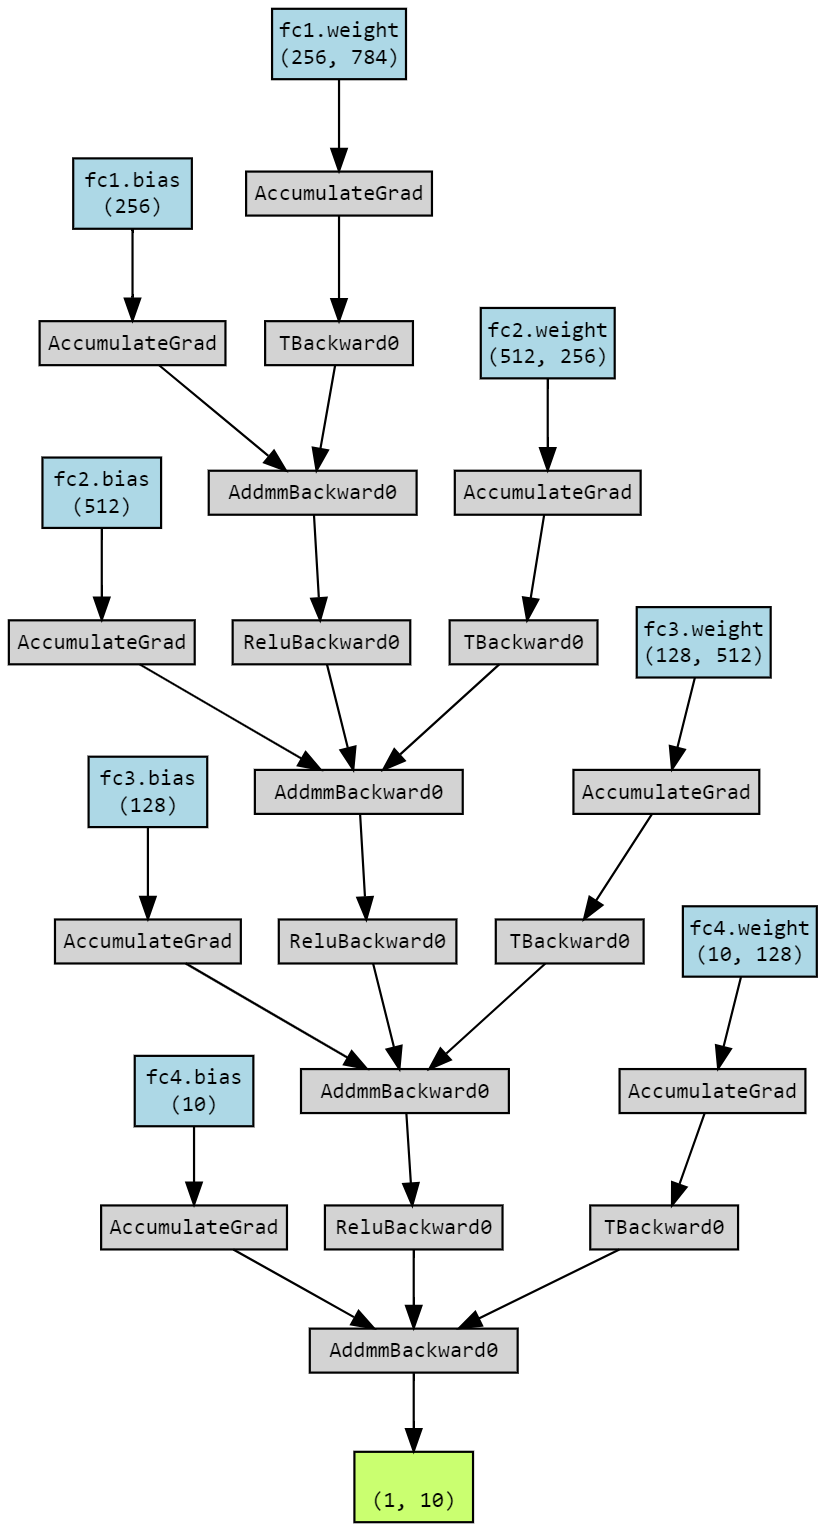 fc1.weight
(256, 784)
fc1.bias
(256)
AccumulateGrad
AccumulateGrad
TBackward0
fc2.weight
(512, 256)
fc2.bias
(512)
AddmmBackward0
AccumulateGrad
AccumulateGrad
ReluBackward0
TBackward0
fc3.weight
(128, 512)
fc3.bias
(128)
AddmmBackward0
AccumulateGrad
AccumulateGrad
ReluBackward0
TBackward0
fc4.weight
(10, 128)
fc4.bias
(10)
AddmmBackward0
AccumulateGrad
AccumulateGrad
ReluBackward0
TBackward0
AddmmBackward0
(1, 10)